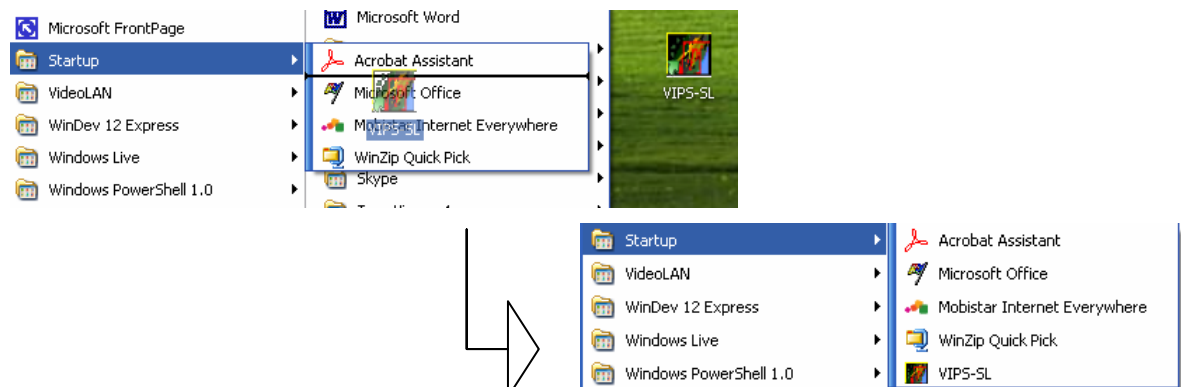 Microsoft FrontPage
Startup
VideoLAN
WinDev 12 Express
Windows Live
Windows PowerShell 1.0
Microsoft Word
Acrobat Assistant
Microsoft Office
Mobistar Internet Everywhere
VIPS-SL
WinZip Quick Pick
Skype
VIPS-SL
Startup
VideoLAN
WinDev 12 Express
Windows Live
Windows PowerShell 1.0
Acrobat Assistant
Microsoft Office
Mobistar Internet Everywhere
WinZip Quick Pick
VIPS-SL